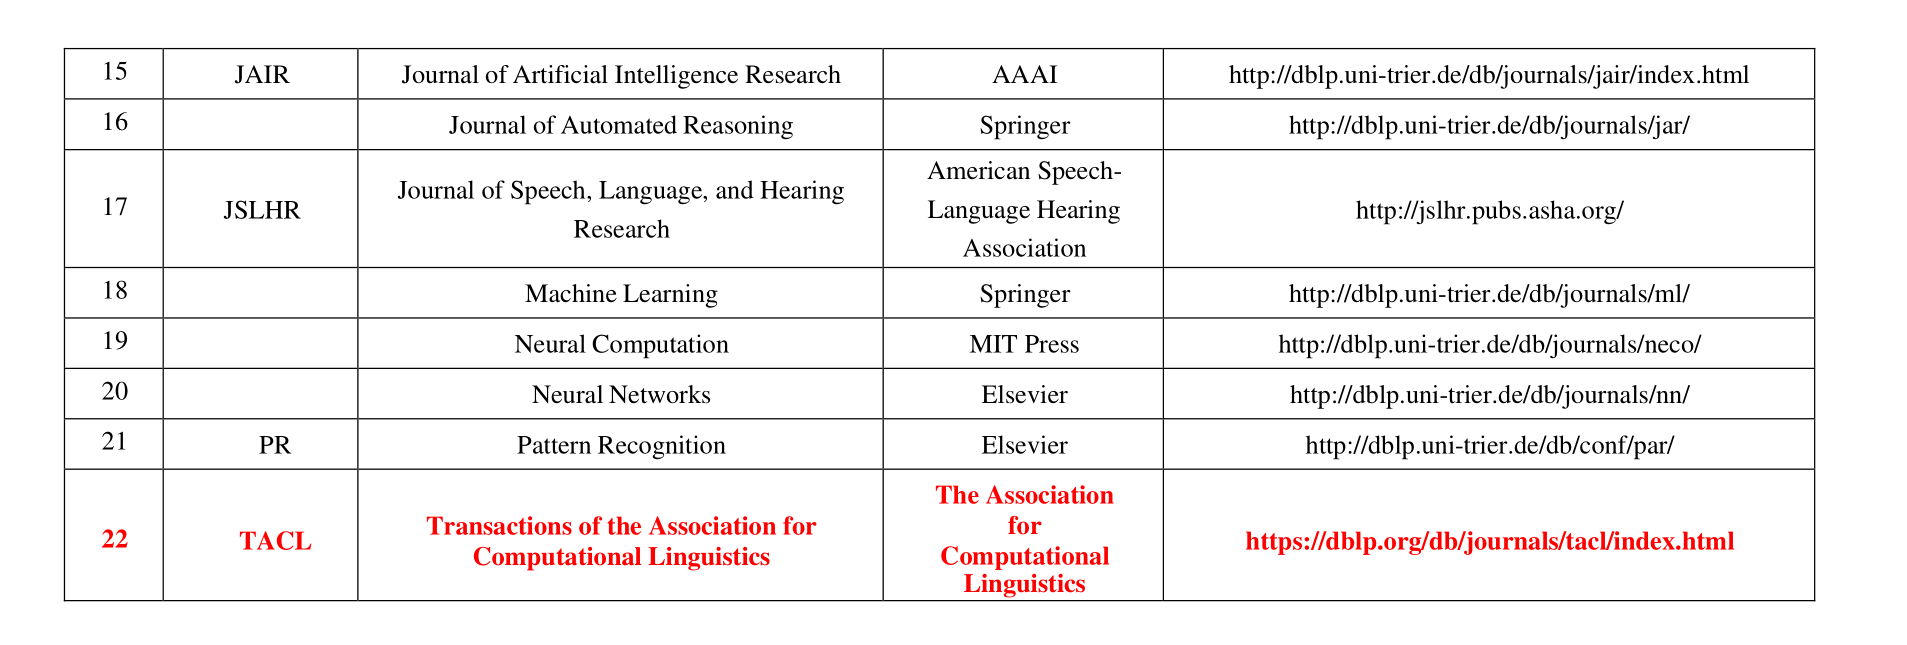 15 JAIR Journal of Artificial Intelligence Research AAAI http://dblp.uni-trier.de/db/journals/jair/index.html
16 Journal of Automated Reasoning Springer http://dblp.uni-trier.de/db/journals/jar/
17 JSLHR Journal of Speech, Language, and Hearing
Research
American Speech-
Language Hearing
Association
http://jslhr.pubs.asha.org/
18 Machine Learning Springer http://dblp.uni-trier.de/db/journals/ml/
19 Neural Computation MIT Press http://dblp.uni-trier.de/db/journals/neco/
20 Neural Networks Elsevier http://dblp.uni-trier.de/db/journals/nn/
21 PR Pattern Recognition Elsevier http://dblp.uni-trier.de/db/conf/par/
22 TACL Transactions of the Association for
Computational Linguistics
The Association
for
Computational
Linguistics
https://dblp.org/db/journals/tacl/index.html